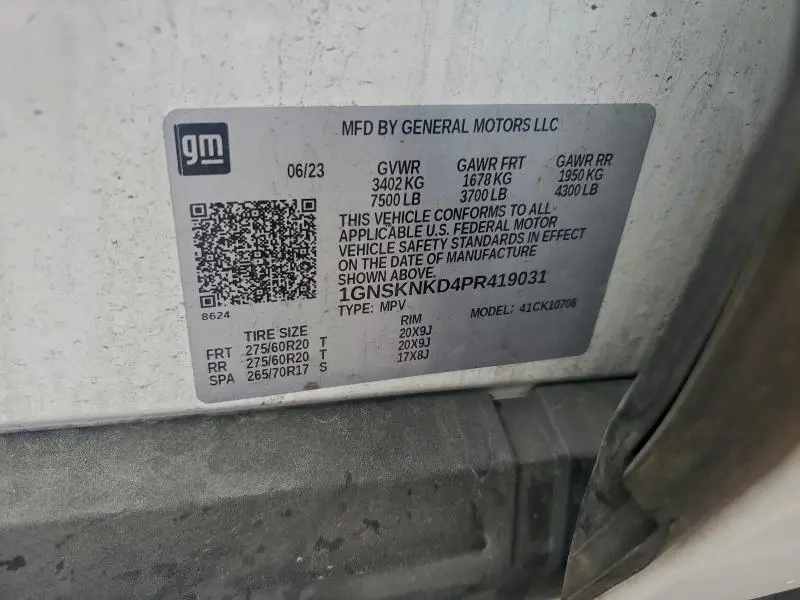 gm
MFD BY GENERAL MOTORS LLC
06/23
GVWR GAWR FRT GAWR RR
3402 KG 1678 KG 1950 KG
7500 LB 3700 LB 4300 LB
THIS VEHICLE CONFORMS TO ALL
APPLICABLE U.S. FEDERAL MOTOR
VEHICLE SAFETY STANDARDS IN EFFECT
ON THE DATE OF MANUFACTURE
SHOWN ABOVE.
1GNSKNKD4PR419031
8624
TYPE: MPV MODEL: 41CK10706
TIRE SIZE RIM
FRT 275/60R20 T 20X9J
RR 275/60R20 T 20X9J
SPA 265/70R17 S 17X8J